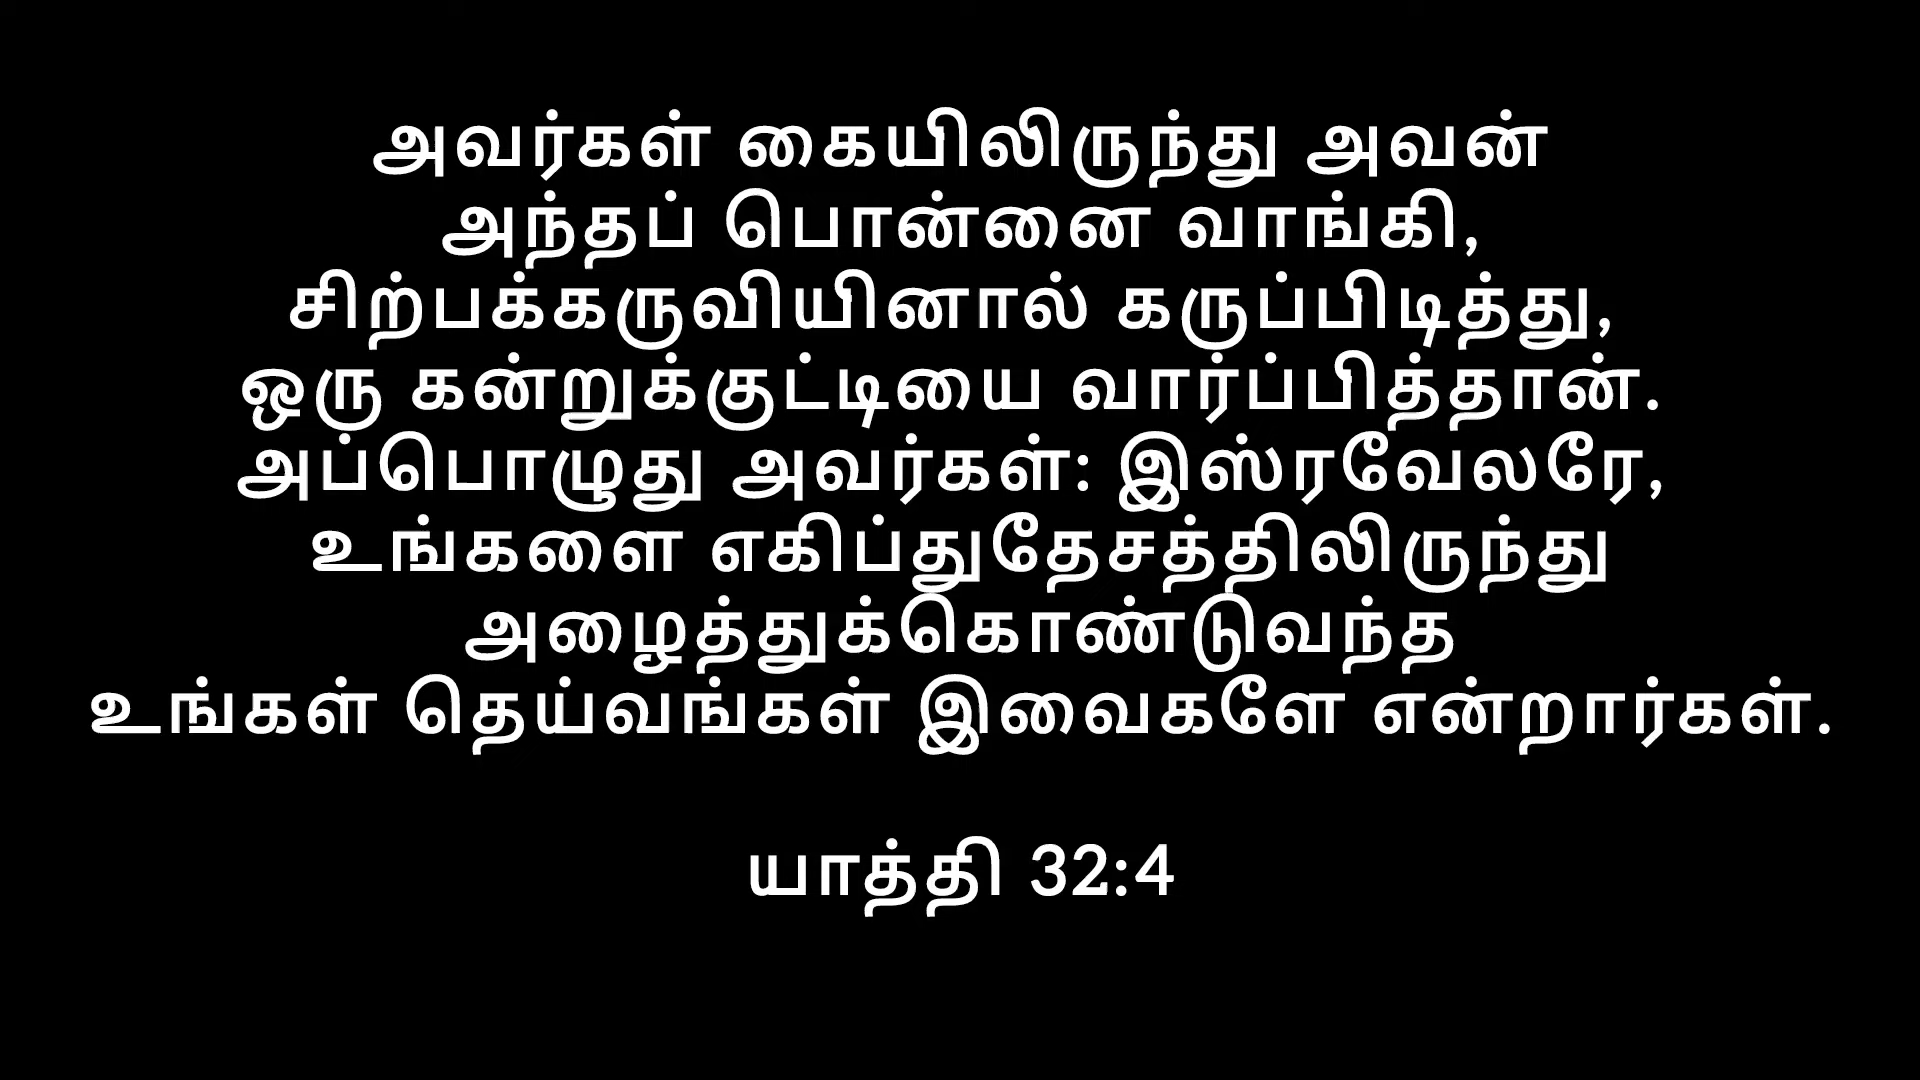 அவர்கள் கையிலிருந்து அவன்
அந்தப் பொன்னை வாங்கி,
சிற்பக்கருவியினால் கருப்பிடித்து,
ஒரு கன்றுக்குட்டியை வார்ப்பித்தான்.
அப்பொழுது அவர்கள்: இஸ்ரவேலரே,
உங்களை எகிப்துதேசத்திலிருந்து
அழைத்துக்கொண்டுவந்த
உங்கள் தெய்வங்கள் இவைகளே என்றார்கள்.
யாத்தி 32:4